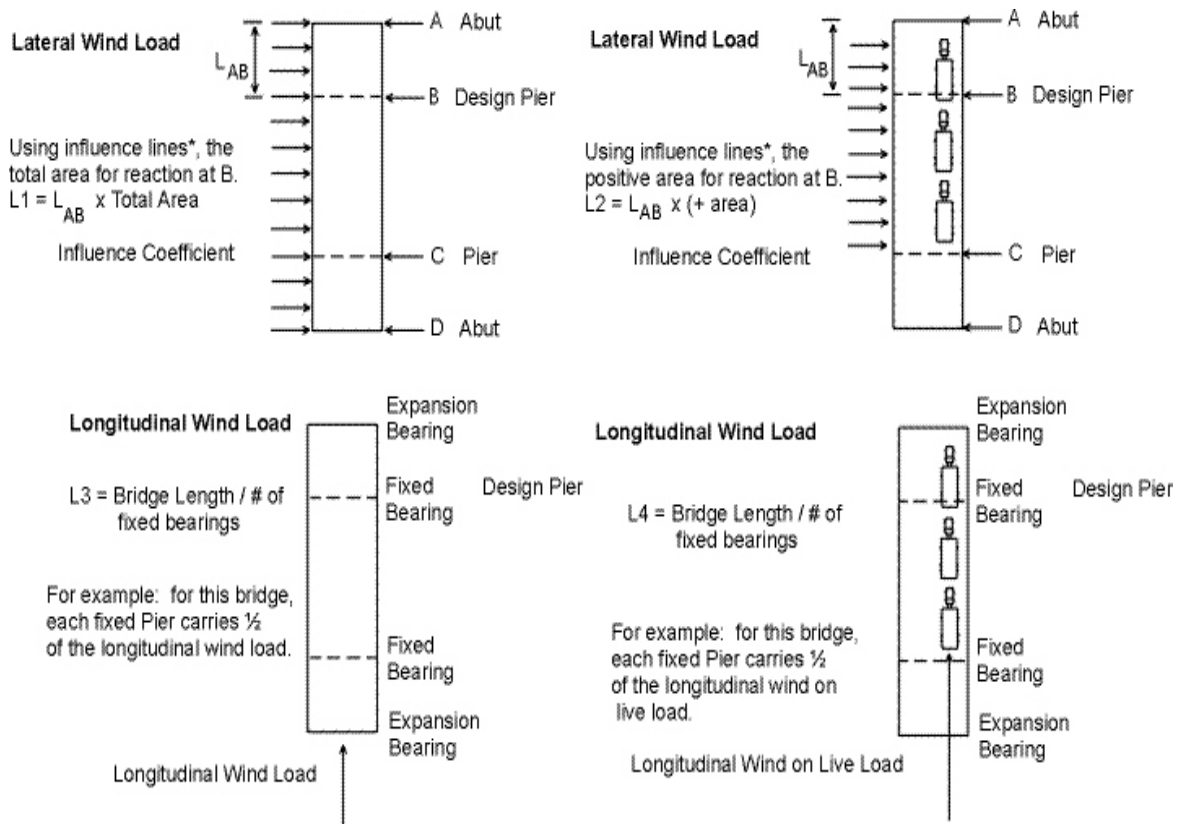 A Abut
Lateral Wind Load
L_AB
B Design Pier
Using influence lines*, the
total area for reaction at B.
L1 = L_AB x Total Area
Influence Coefficient
C Pier
D Abut
A Abut
Lateral Wind Load
L_AB
B Design Pier
Using influence lines*, the
positive area for reaction at B.
L2 = L_AB x (+ area)
Influence Coefficient
C Pier
D Abut
Longitudinal Wind Load
Expansion
Bearing
L3 = Bridge Length / # of
fixed bearings
Fixed
Bearing
Design Pier
For example: for this bridge,
each fixed Pier carries ½
of the longitudinal wind load.
Fixed
Bearing
Expansion
Bearing
Longitudinal Wind Load
Longitudinal Wind Load
Expansion
Bearing
L4 = Bridge Length / # of
fixed bearings
Fixed
Bearing
Design Pier
For example: for this bridge,
each fixed Pier carries ½
of the longitudinal wind on
live load.
Fixed
Bearing
Expansion
Bearing
Longitudinal Wind on Live Load